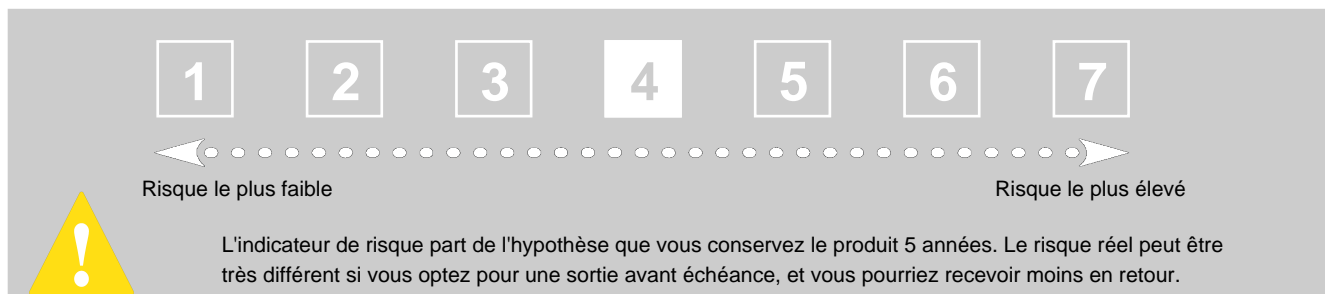 1 2 3 4 5 6 7
Risque le plus faible Risque le plus élevé
!
L'indicateur de risque part de l'hypothèse que vous conservez le produit 5 années. Le risque réel peut être
très différent si vous optez pour une sortie avant échéance, et vous pourriez recevoir moins en retour.